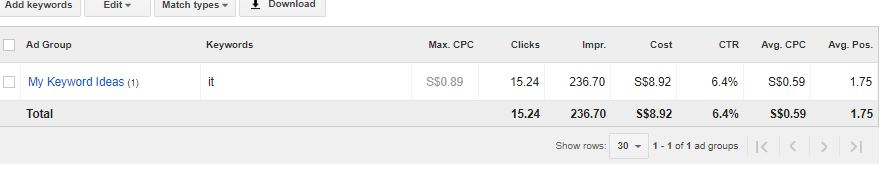 Add keywords Edit Match types Download
Ad Group Keywords Max. CPC Clicks Impr. Cost CTR Avg. CPC Avg. Pos.
My Keyword Ideas (1) it S$0.89 15.24 236.70 S$8.92 6.4% S$0.59 1.75
Total 15.24 236.70 S$8.92 6.4% S$0.59 1.75
Show rows: 30 1 - 1 of 1 ad groups